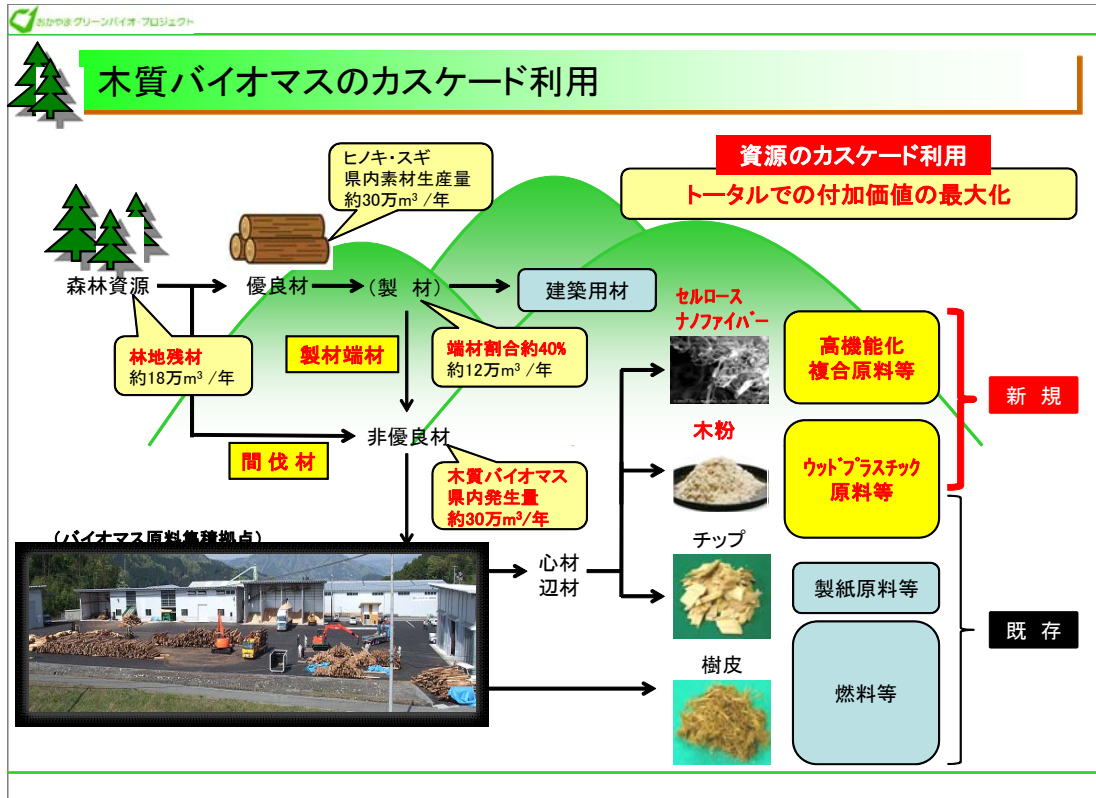 おかやまグリーンバイオ・プロジェクト
木質バイオマスのカスケード利用
資源のカスケード利用
トータルでの付加価値の最大化
ヒノキ・スギ
県内素材生産量
約30万m³ /年
森林資源
優良材
(製 材)
建築用材
林地残材
約18万m³ /年
製材端材
端材割合約40%
約12万m³ /年
セルロース
ナノファイバー
高機能化
複合原料等
新 規
間伐材
非優良材
木質バイオマス
県内発生量
約30万m³/年
木粉
ウッドプラスチック
原料等
(バイオマス原料集積拠点)
心材
辺材
チップ
製紙原料等
既 存
樹皮
燃料等